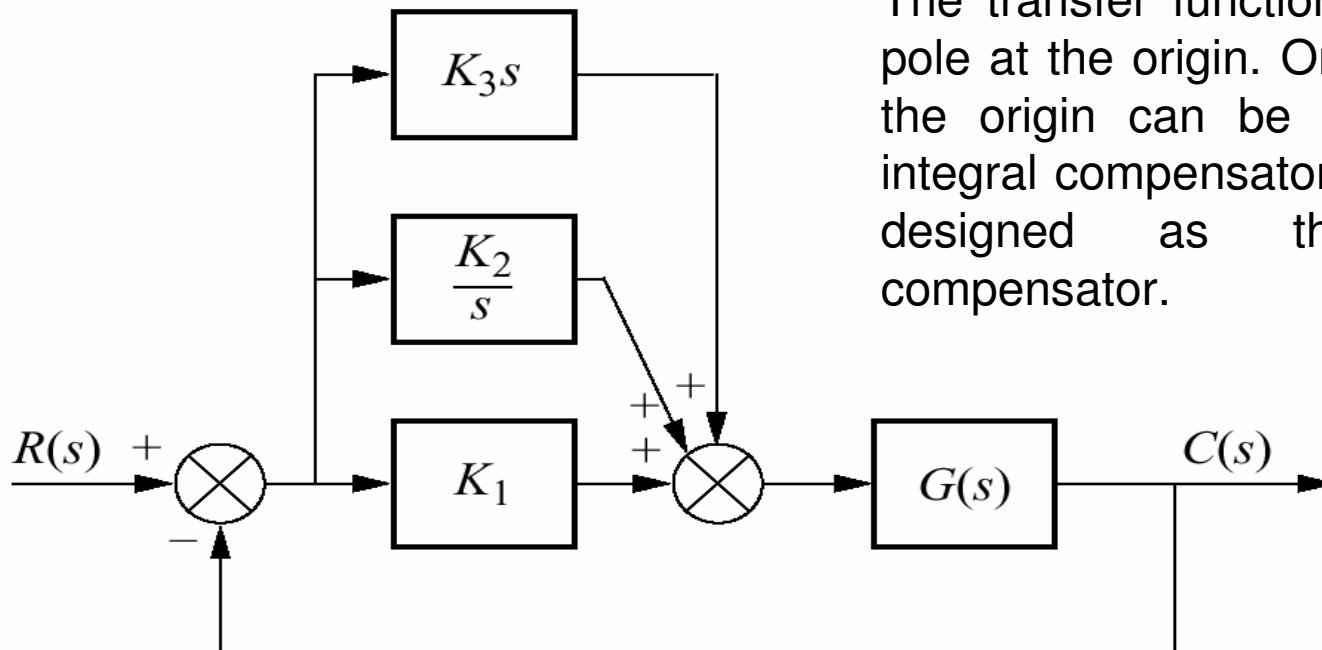 The transfer function
pole at the origin. Or
the origin can be
integral compensator
designed as th
compensator.
K₃s
K₂
s
+
+
R(s) +
+
K₁
G(s)
C(s)
−